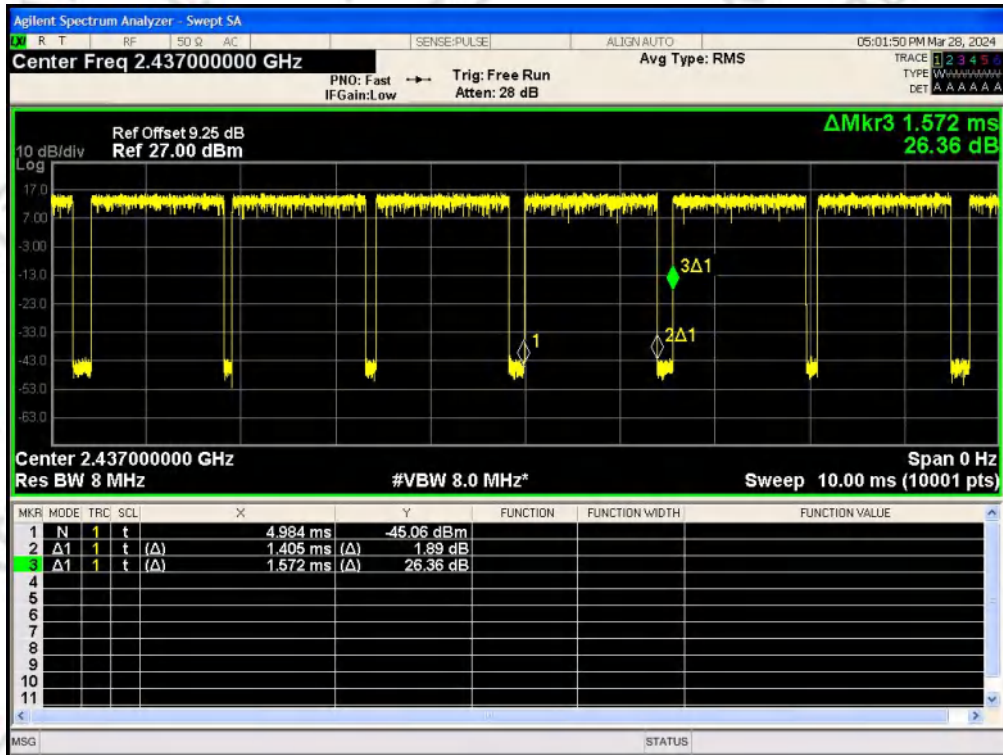 Agilent Spectrum Analyzer - Swept SA
LXI R T RF 50 Ω AC SENSE:PULSE ALIGN AUTO 05:01:50 PM Mar 28, 2024
Center Freq 2.437000000 GHz Avg Type: RMS TRACE 1 2 3 4 5 6
PNO: Fast Trig: Free Run TYPE WWWWWW
IFGain:Low Atten: 28 dB DET A A A A A A
ΔMkr3 1.572 ms
26.36 dB
Ref Offset 9.25 dB
10 dB/div Ref 27.00 dBm
Log
17.0
7.00
-3.00
-13.0
-23.0
-33.0
-43.0
-53.0
-63.0
3Δ1
1
2Δ1
Center 2.437000000 GHz Span 0 Hz
Res BW 8 MHz #VBW 8.0 MHz* Sweep 10.00 ms (10001 pts)
MKR MODE TRC SCL X Y FUNCTION FUNCTION WIDTH FUNCTION VALUE
1 N 1 t 4.984 ms -45.06 dBm
2 Δ1 1 t (Δ) 1.405 ms (Δ) 1.89 dB
3 Δ1 1 t (Δ) 1.572 ms (Δ) 26.36 dB
4
5
6
7
8
9
10
11
MSG STATUS